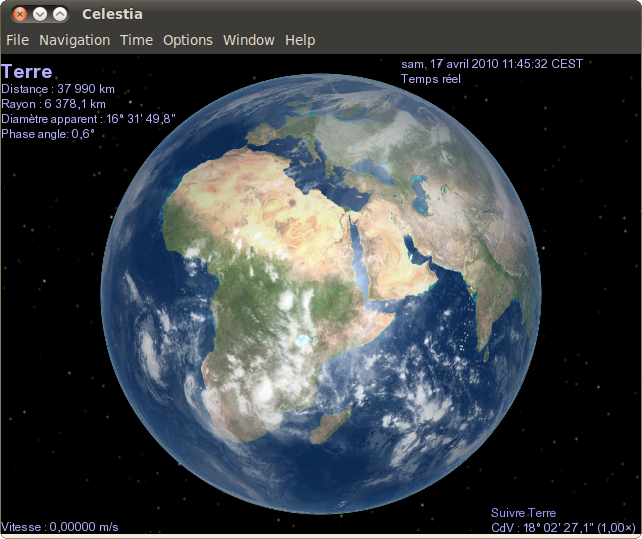 Celestia
File Navigation Time Options Window Help
Terre
Distance : 37 990 km
Rayon : 6 378,1 km
Diamètre apparent : 16° 31' 49,8"
Phase angle: 0,6°
sam. 17 avril 2010 11:45:32 CEST
Temps réel
Vitesse : 0,00000 m/s
Suivre Terre
CdV : 18° 02' 27,1" (1,00×)